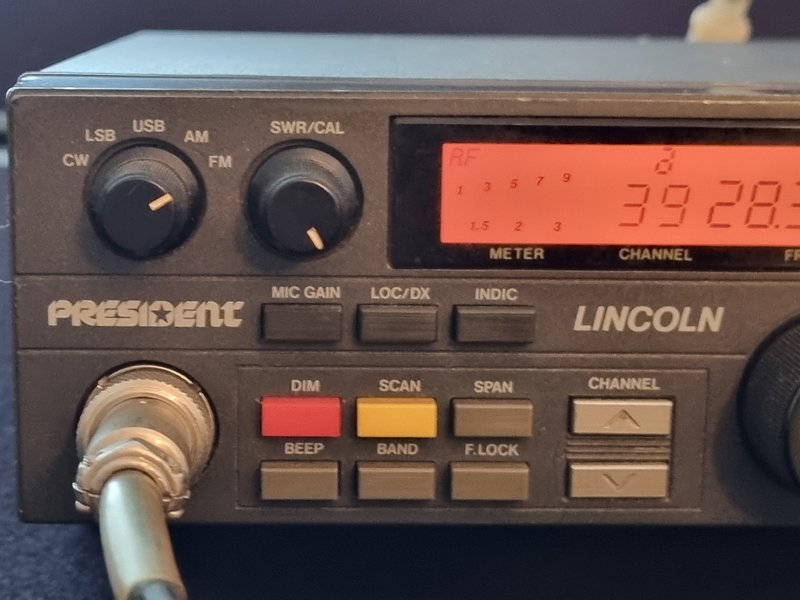 USB
LSB
AM
CW
FM
SWR/CAL
RF
1 3 5 7 9
1.5 2 3
39
28.3
METER
CHANNEL
MIC GAIN
LOC/DX
INDIC
PRESIDENT
LINCOLN
DIM
SCAN
SPAN
CHANNEL
BEEP
BAND
F.LOCK